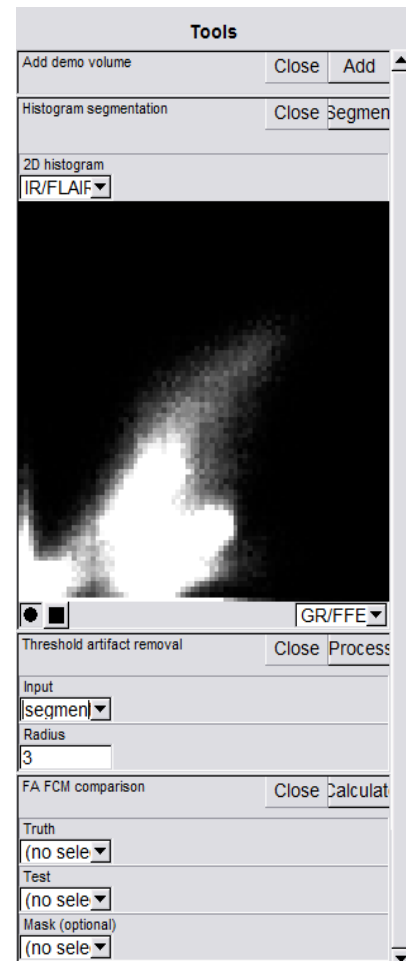 Tools
Add demo volume Close Add
Histogram segmentation Close Segmen
2D histogram
IR/FLAIF
GR/FFE
Threshold artifact removal Close Process
Input
segmen
Radius
3
FA FCM comparison Close Calculat
Truth
(no sele
Test
(no sele
Mask (optional)
(no sele